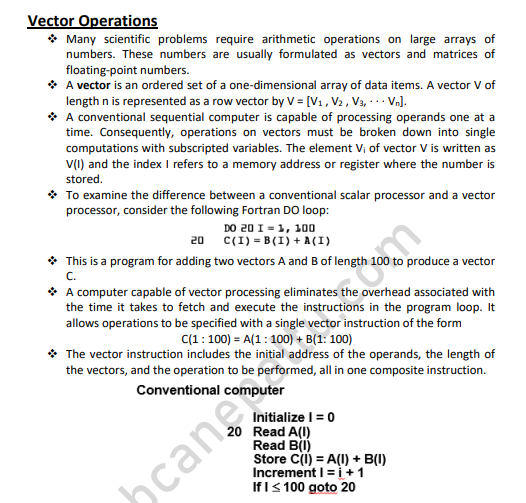 Vector Operations
❖ Many scientific problems require arithmetic operations on large arrays of
numbers. These numbers are usually formulated as vectors and matrices of
floating-point numbers.
❖ A vector is an ordered set of a one-dimensional array of data items. A vector V of
length n is represented as a row vector by V = [V₁ , V₂ , V₃, · · · Vₙ].
❖ A conventional sequential computer is capable of processing operands one at a
time. Consequently, operations on vectors must be broken down into single
computations with subscripted variables. The element Vᵢ of vector V is written as
V(I) and the index I refers to a memory address or register where the number is
stored.
❖ To examine the difference between a conventional scalar processor and a vector
processor, consider the following Fortran DO loop:
DO 20 I = 1, 100
20 C(I) = B(I) + A(I)
❖ This is a program for adding two vectors A and B of length 100 to produce a vector
C.
❖ A computer capable of vector processing eliminates the overhead associated with
the time it takes to fetch and execute the instructions in the program loop. It
allows operations to be specified with a single vector instruction of the form
C(1 : 100) = A(1 : 100) + B(1: 100)
❖ The vector instruction includes the initial address of the operands, the length of
the vectors, and the operation to be performed, all in one composite instruction.
Conventional computer
Initialize I = 0
20 Read A(I)
Read B(I)
Store C(I) = A(I) + B(I)
Increment I = i + 1
If I ≤ 100 goto 20